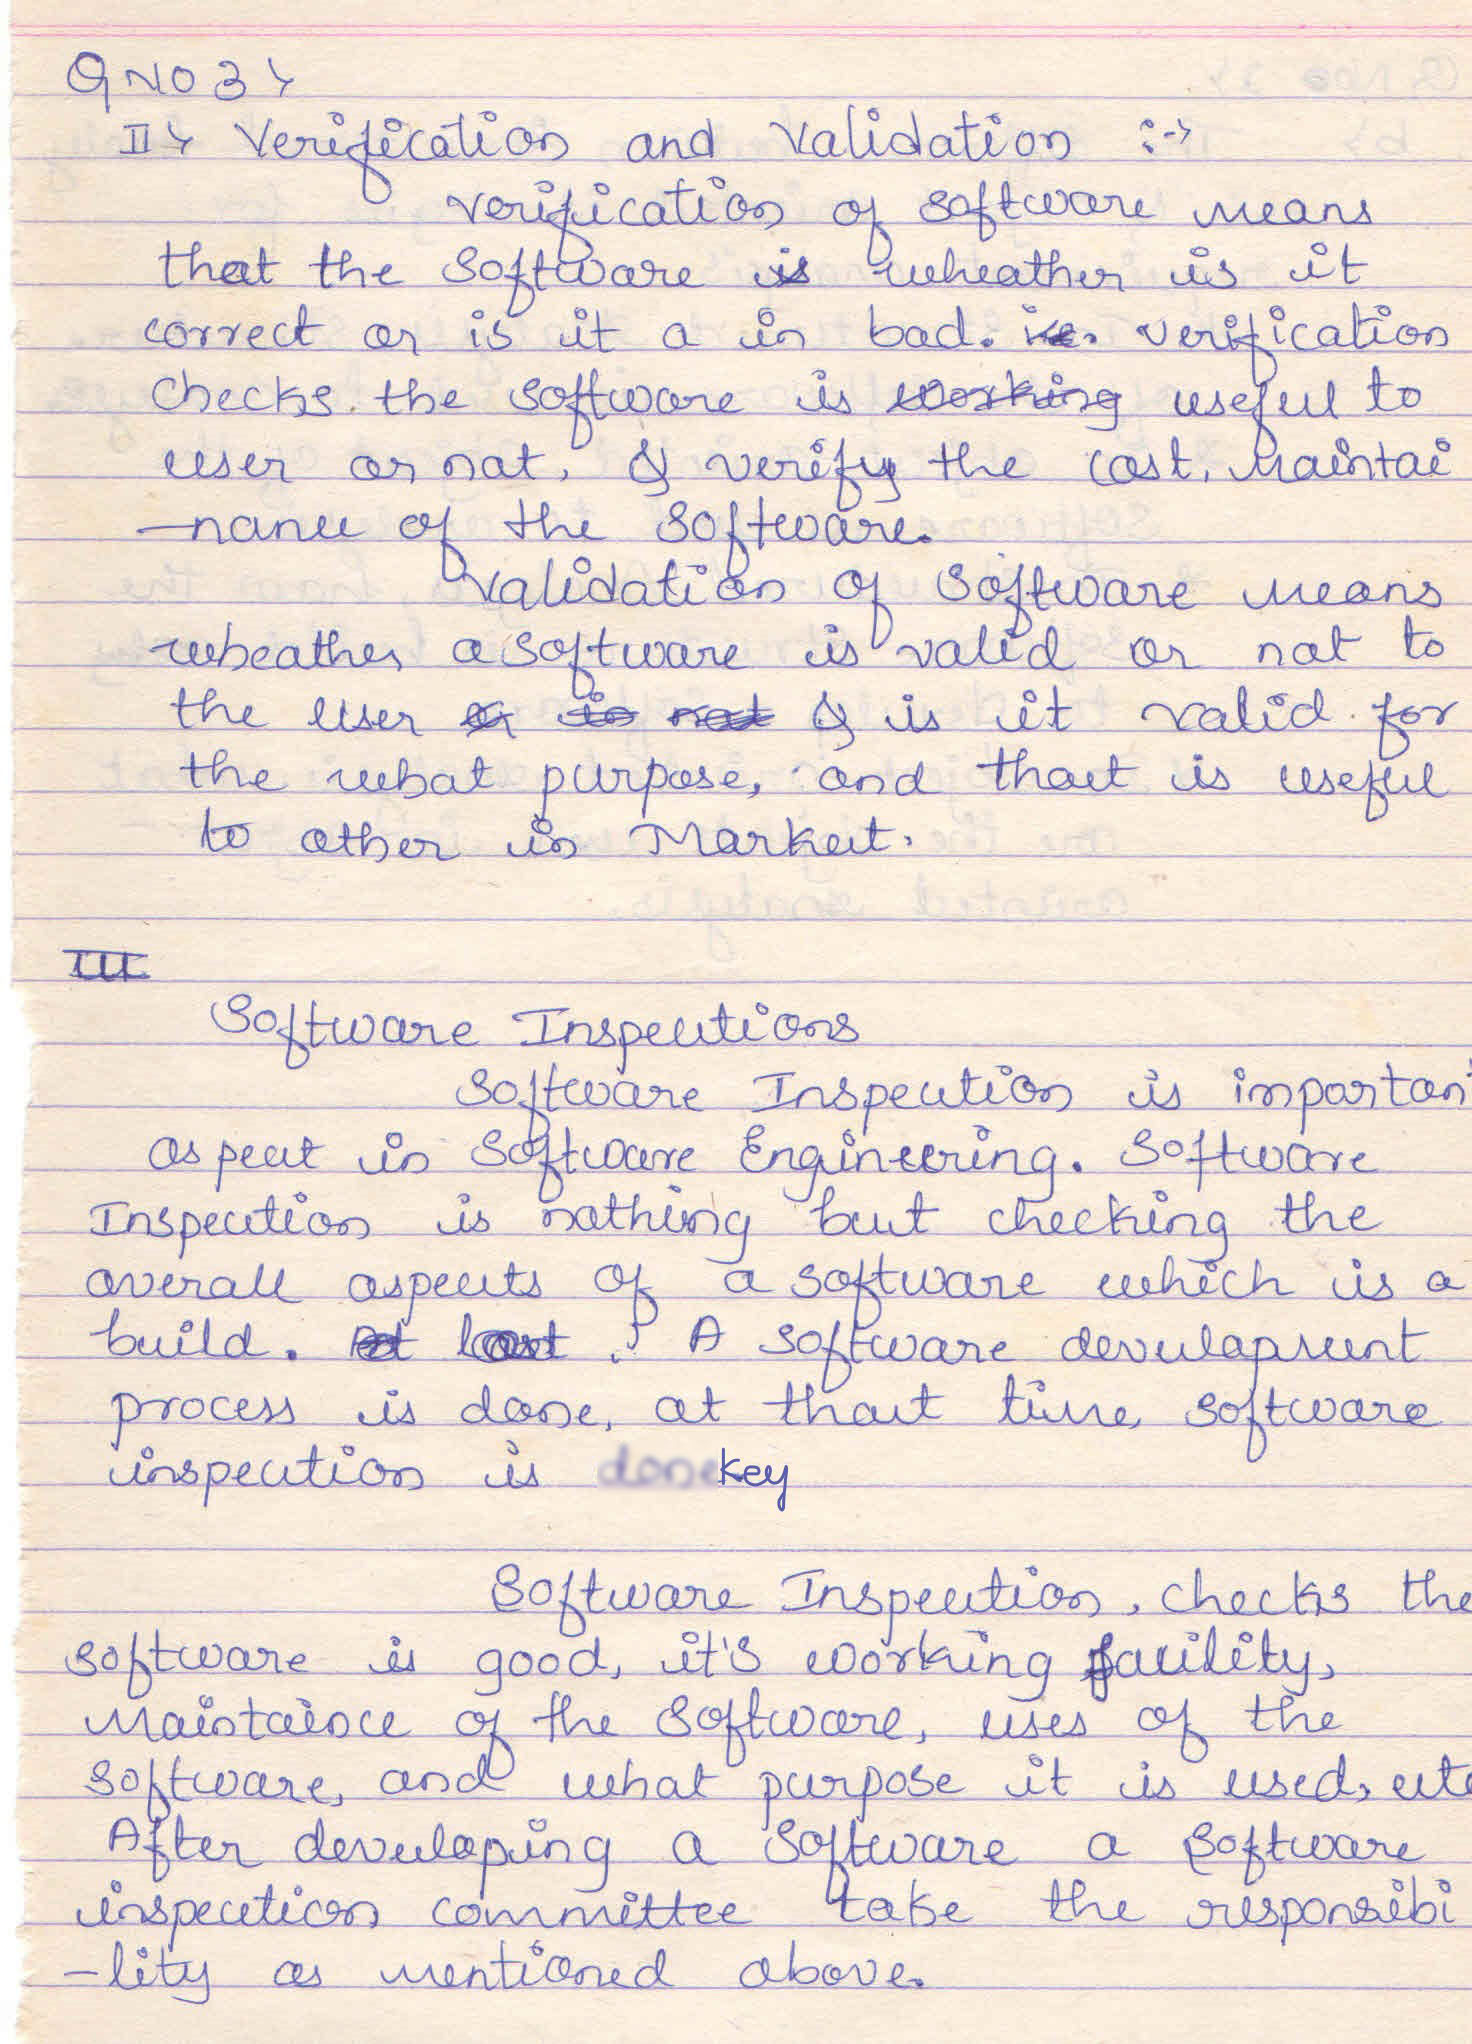 Q NO 3>
II> Verification and Validation :->
Verification of software means
that the software is wheather is it
correct or is it a in bad. i.e. verification
checks the software is working useful to
user or not, & verify the cost, Maintai
-nance of the software.
Validation of software means
wheather a software is valid or not to
the user or is not & is it valid for
the what purpose, and that is useful
to other in Market.
III
Software Inspections
Software Inspection is importan
aspect in Software Engineering. Software
Inspection is nothing but checking the
overall aspects of a software which is a
build. At last . A software development
process is done, at that time, software
inspection is key
Software Inspection, checks the
software is good, it's working facility,
Maintaince of the software, uses of the
software, and what purpose it is used, etc
After developing a software a software
inspection committee take the responsibi
-lity as mentioned above.